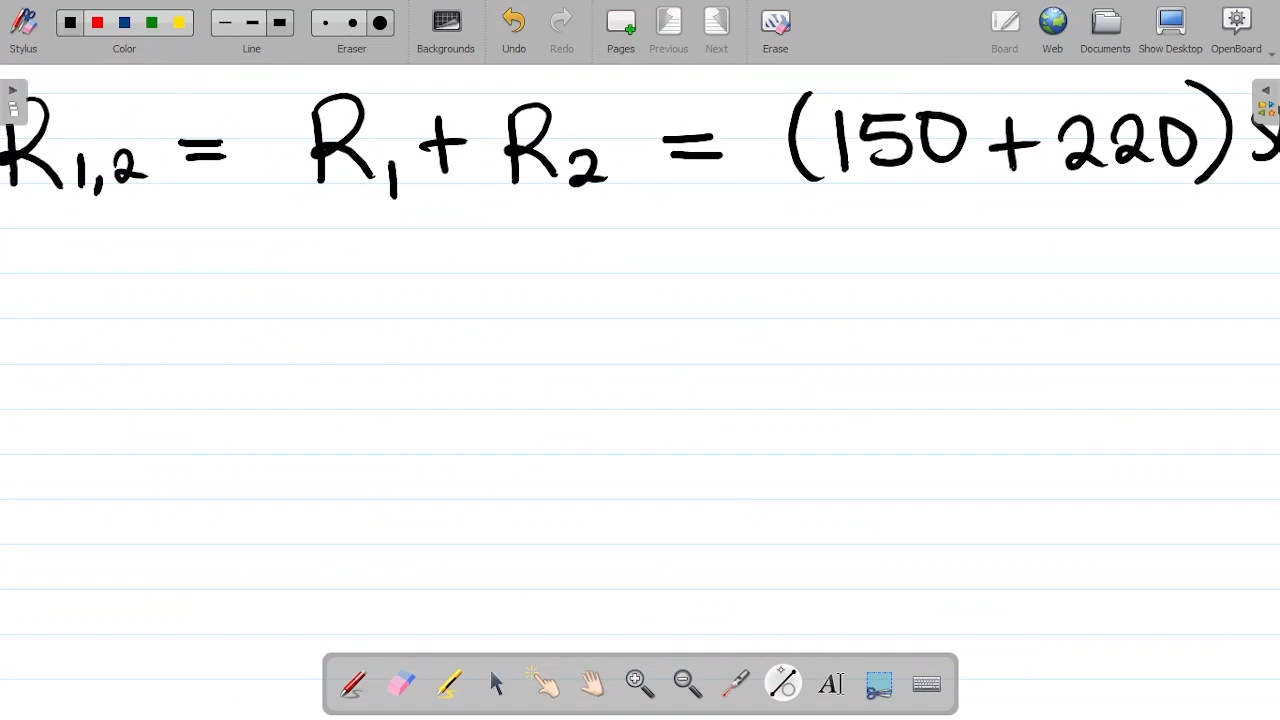 Stylus Color Line Eraser Backgrounds Undo Redo Pages Previous Next Erase Board Web Documents Show Desktop OpenBoard
R1,2 = R1 + R2 = (150 + 220)